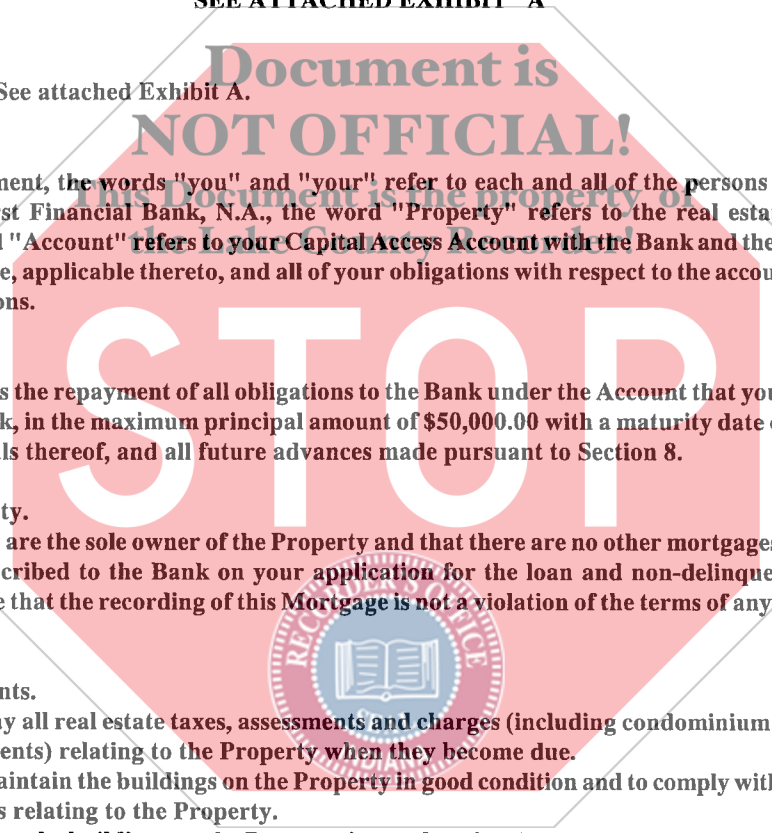 SEE ATTACHED EXHIBIT "A"
Document is
See attached Exhibit A.
NOT OFFICIAL!
ment, the words "you" and "your" refer to each and all of the persons
This Document is the property of
st Financial Bank, N.A., the word "Property" refers to the real esta
"Account" refers to your Capital Access Account with the Bank and the
the Lake County Recorder!
e, applicable thereto, and all of your obligations with respect to the accou
ons.
STOP
s the repayment of all obligations to the Bank under the Account that you
k, in the maximum principal amount of $50,000.00 with a maturity date
ls thereof, and all future advances made pursuant to Section 8.
ty.
are the sole owner of the Property and that there are no other mortgages
cribed to the Bank on your application for the loan and non-delinque
e that the recording of this Mortgage is not a violation of the terms of any
RECORDER'S OFFICE
SEAL
INDIANA
nts.
ay all real estate taxes, assessments and charges (including condominium
ents) relating to the Property when they become due.
aintain the buildings on the Property in good condition and to comply with
s relating to the Property.